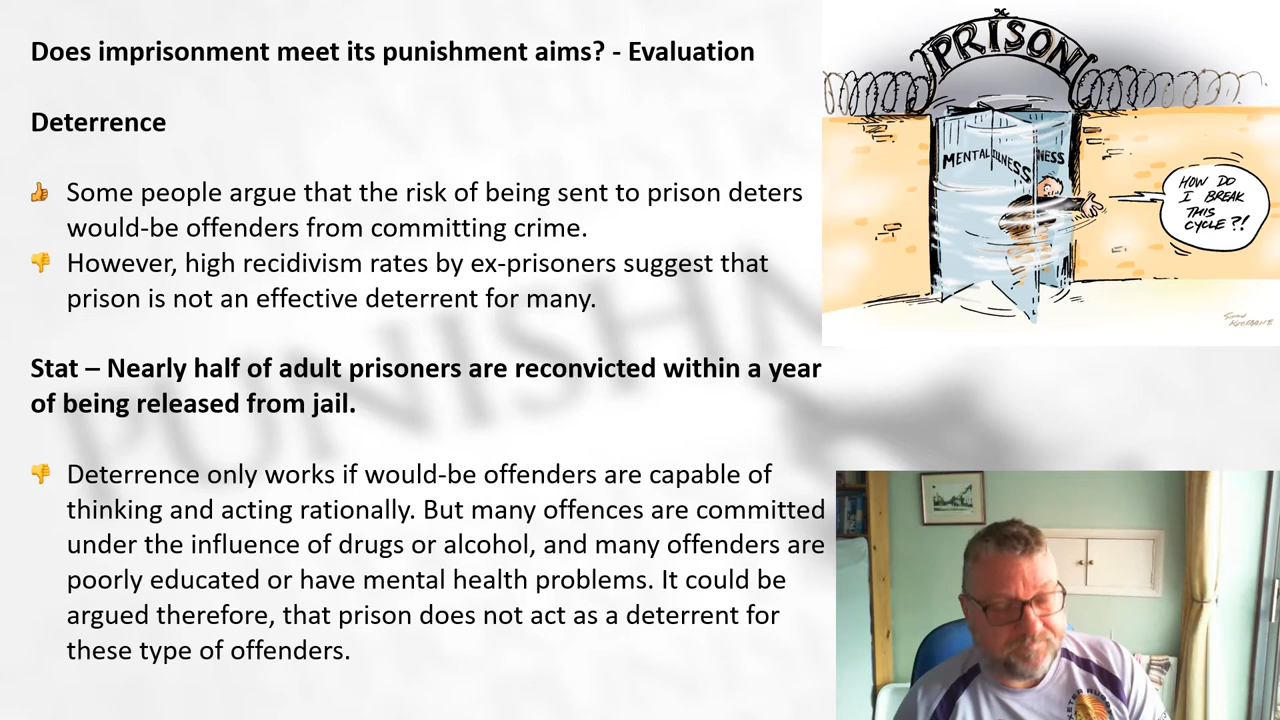 Does imprisonment meet its punishment aims? - Evaluation
Deterrence
Some people argue that the risk of being sent to prison deters
would-be offenders from committing crime.
However, high recidivism rates by ex-prisoners suggest that
prison is not an effective deterrent for many.
Stat – Nearly half of adult prisoners are reconvicted within a year
of being released from jail.
Deterrence only works if would-be offenders are capable of
thinking and acting rationally. But many offences are committed
under the influence of drugs or alcohol, and many offenders are
poorly educated or have mental health problems. It could be
argued therefore, that prison does not act as a deterrent for
these type of offenders.
PRISON
MENTAL ILLNESS NESS
HOW DO
I BREAK
THIS
CYCLE?!